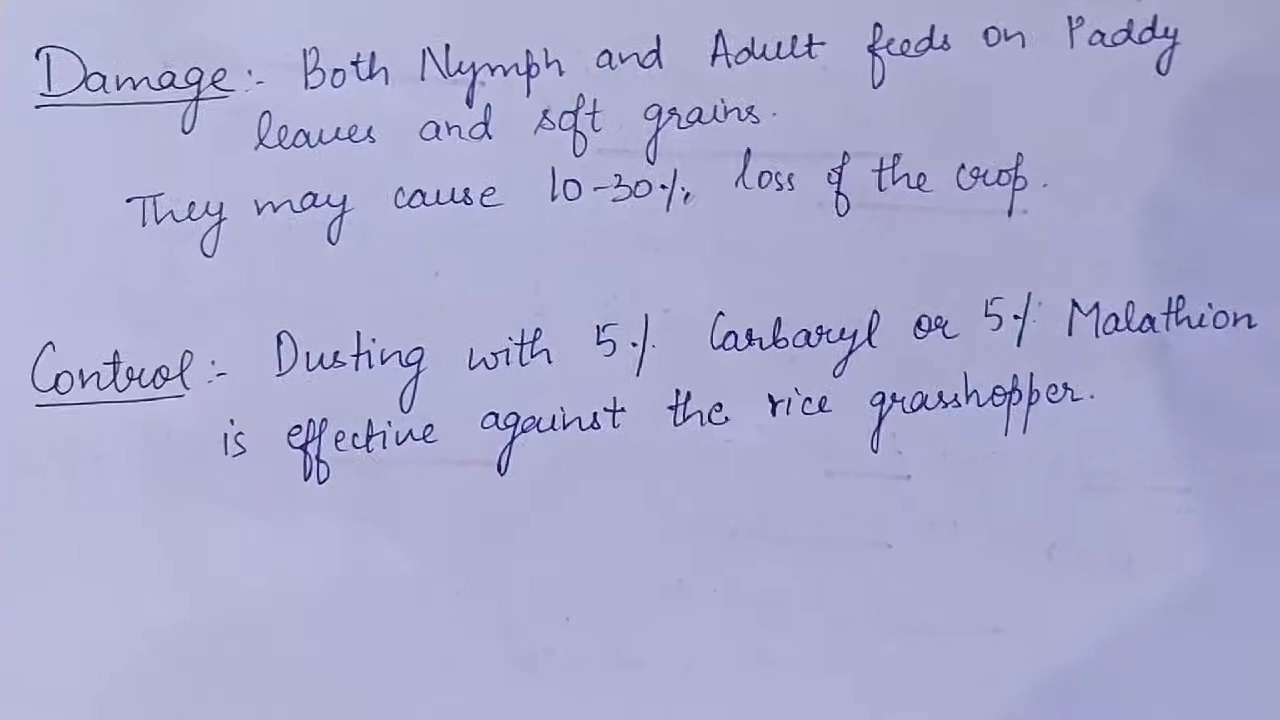 Damage:- Both Nymph and Adult feeds on Paddy
leaves and soft grains.
They may cause 10-30% loss of the crop.
Control:- Dusting with 5% Carbaryl or 5% Malathion
is effective against the rice grasshopper.